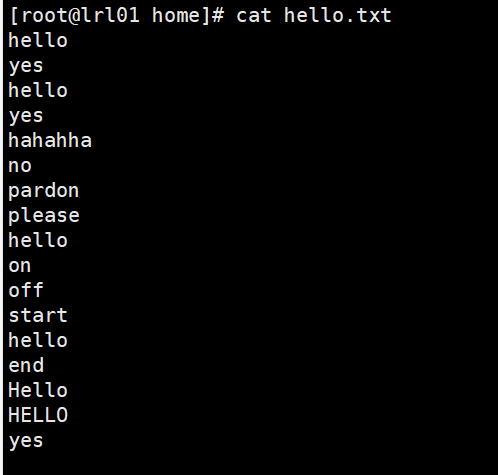 [root@lrl01 home]# cat hello.txt
hello
yes
hello
yes
hahahha
no
pardon
please
hello
on
off
start
hello
end
Hello
HELLO
yes